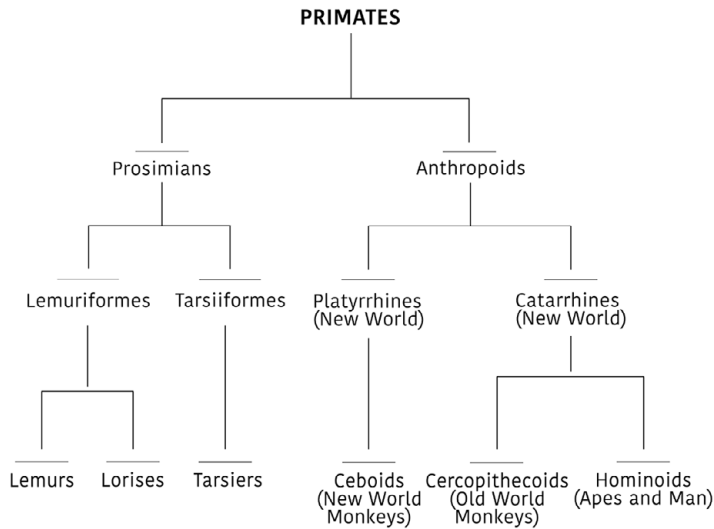 PRIMATES
Prosimians
Anthropoids
Lemuriformes
Tarsiiformes
Platyrrhines
(New World)
Catarrhines
(New World)
Lemurs
Lorises
Tarsiers
Ceboids
(New World
Monkeys)
Cercopithecoids
(Old World
Monkeys)
Hominoids
(Apes and Man)